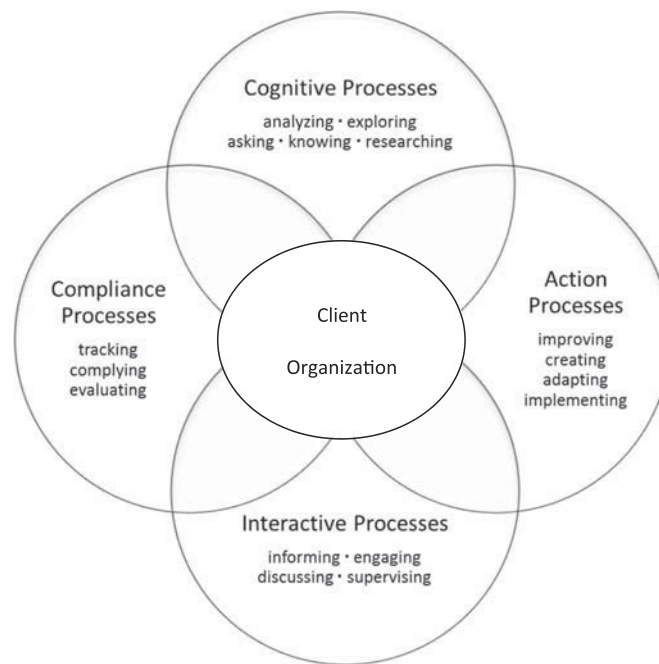 Cognitive Processes
analyzing • exploring
asking • knowing • researching
Compliance
Processes
tracking
complying
evaluating
Client
Organization
Action
Processes
improving
creating
adapting
implementing
Interactive Processes
informing • engaging
discussing • supervising